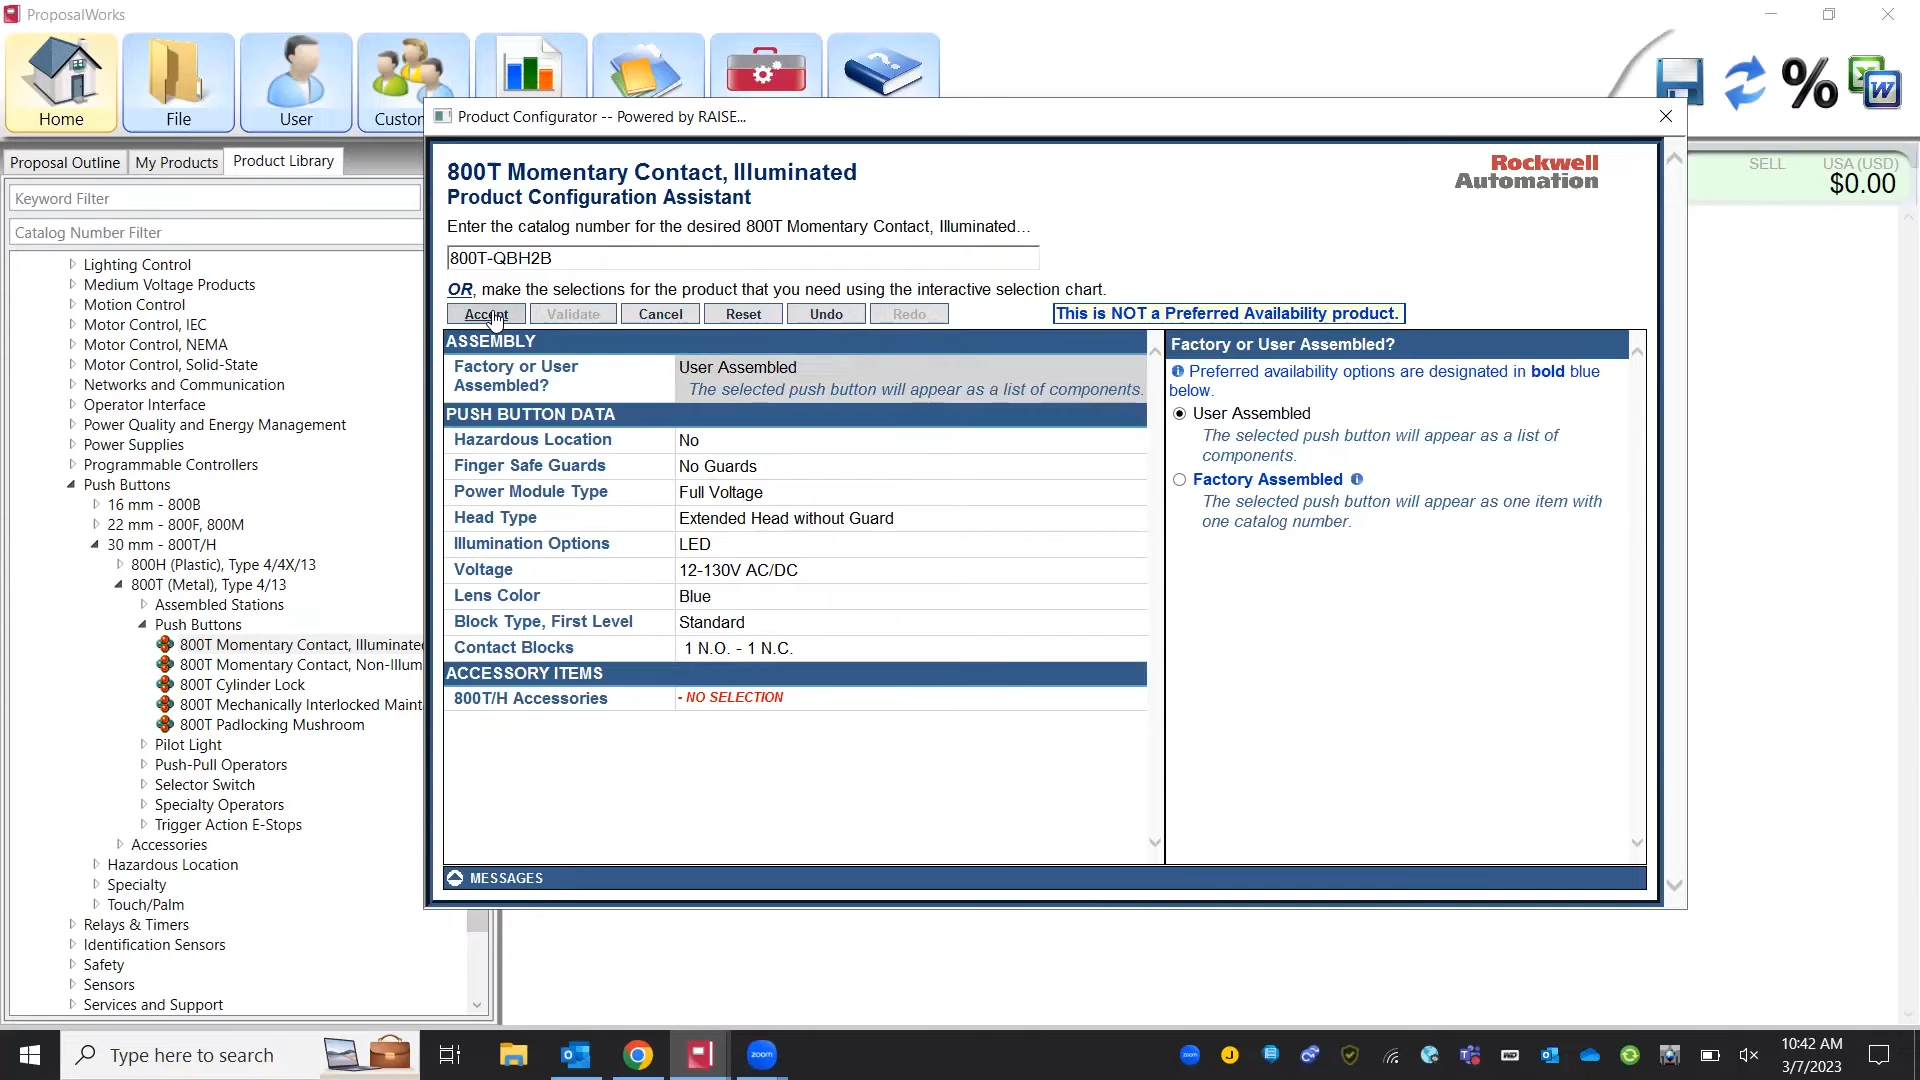 ProposalWorks
Home
File
User
Custom
Product Configurator -- Powered by RAISE...
Proposal Outline
My Products
Product Library
Keyword Filter
Catalog Number Filter
Lighting Control
Medium Voltage Products
Motion Control
Motor Control, IEC
Motor Control, NEMA
Motor Control, Solid-State
Networks and Communication
Operator Interface
Power Quality and Energy Management
Power Supplies
Programmable Controllers
Push Buttons
16 mm - 800B
22 mm - 800F, 800M
30 mm - 800T/H
800H (Plastic), Type 4/4X/13
800T (Metal), Type 4/13
Assembled Stations
Push Buttons
800T Momentary Contact, Illuminated
800T Momentary Contact, Non-Illum
800T Cylinder Lock
800T Mechanically Interlocked Maint
800T Padlocking Mushroom
Pilot Light
Push-Pull Operators
Selector Switch
Specialty Operators
Trigger Action E-Stops
Accessories
Hazardous Location
Specialty
Touch/Palm
Relays & Timers
Identification Sensors
Safety
Sensors
Services and Support
800T Momentary Contact, Illuminated
Product Configuration Assistant
Rockwell
Automation
Enter the catalog number for the desired 800T Momentary Contact, Illuminated...
800T-QBH2B
OR, make the selections for the product that you need using the interactive selection chart.
Accept
Validate
Cancel
Reset
Undo
Redo
This is NOT a Preferred Availability product.
ASSEMBLY
Factory or User Assembled?
User Assembled
The selected push button will appear as a list of components.
PUSH BUTTON DATA
Hazardous Location
No
Finger Safe Guards
No Guards
Power Module Type
Full Voltage
Head Type
Extended Head without Guard
Illumination Options
LED
Voltage
12-130V AC/DC
Lens Color
Blue
Block Type, First Level
Standard
Contact Blocks
1 N.O. - 1 N.C.
ACCESSORY ITEMS
800T/H Accessories
- NO SELECTION
Factory or User Assembled?
Preferred availability options are designated in bold blue
below.
User Assembled
The selected push button will appear as a list of
components.
Factory Assembled
The selected push button will appear as one item with
one catalog number.
MESSAGES
SELL
USA (USD)
$0.00
W
Type here to search
zoom
10:42 AM
3/7/2023